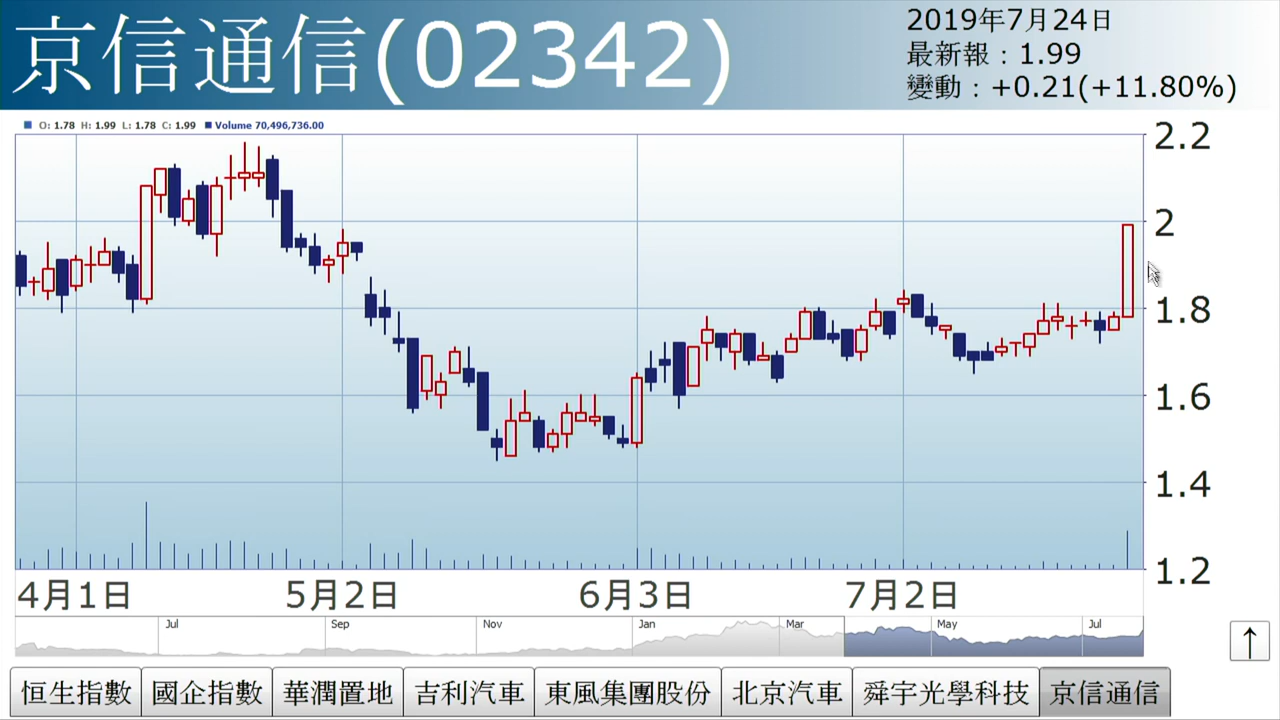 京信通信(02342)
2019年7月24日
最新報：1.99
變動：+0.21(+11.80%)
O: 1.78 H: 1.99 L: 1.78 C: 1.99 Volume 70,496,736.00
2.2
2
1.8
1.6
1.4
1.2
4月1日 5月2日 6月3日 7月2日
Jul Sep Nov Jan Mar May Jul
↑
恒生指數 國企指數 華潤置地 吉利汽車 東風集團股份 北京汽車 舜宇光學科技 京信通信